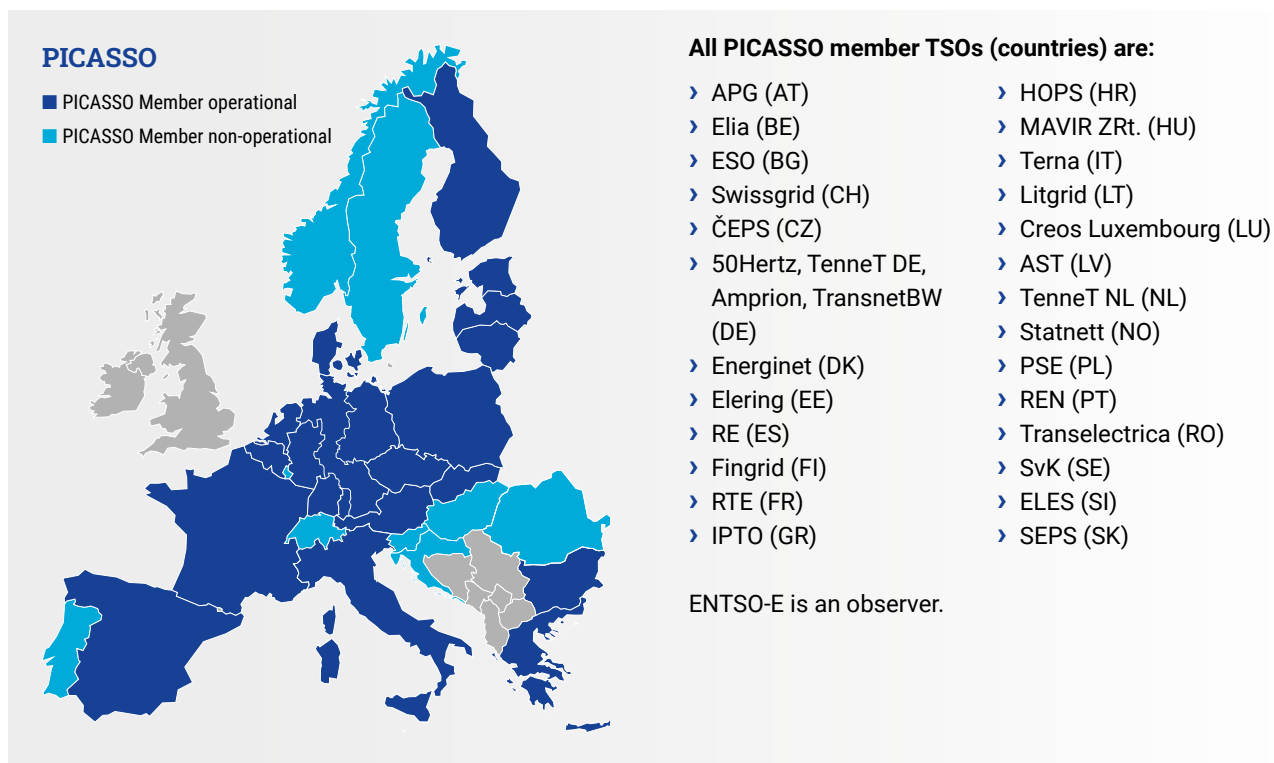 PICASSO
PICASSO Member operational
PICASSO Member non-operational
All PICASSO member TSOs (countries) are:
› APG (AT)
› Elia (BE)
› ESO (BG)
› Swissgrid (CH)
› ČEPS (CZ)
› 50Hertz, TenneT DE,
Amprion, TransnetBW
(DE)
› Energinet (DK)
› Elering (EE)
› RE (ES)
› Fingrid (FI)
› RTE (FR)
› IPTO (GR)
› HOPS (HR)
› MAVIR ZRt. (HU)
› Terna (IT)
› Litgrid (LT)
› Creos Luxembourg (LU)
› AST (LV)
› TenneT NL (NL)
› Statnett (NO)
› PSE (PL)
› REN (PT)
› Transelectrica (RO)
› SvK (SE)
› ELES (SI)
› SEPS (SK)
ENTSO-E is an observer.